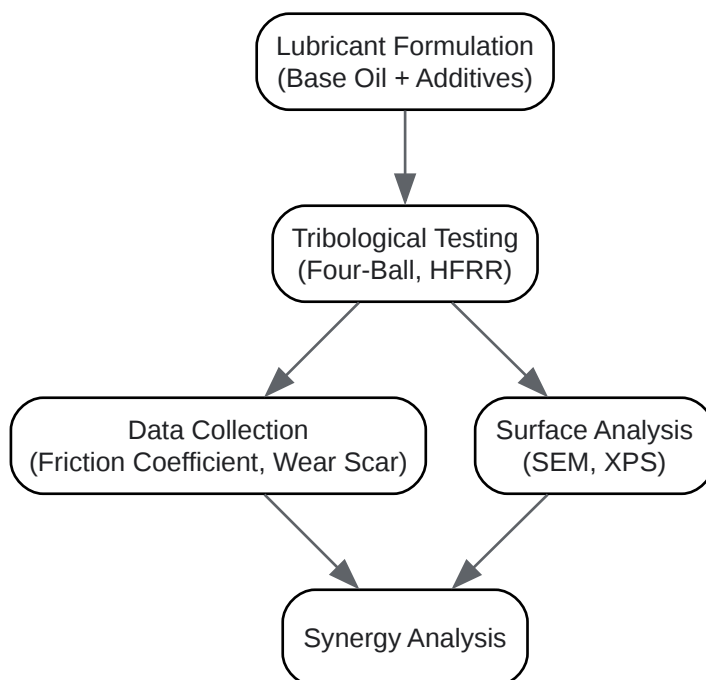 Lubricant Formulation
(Base Oil + Additives)
Tribological Testing
(Four-Ball, HFRR)
Data Collection
(Friction Coefficient, Wear Scar)
Surface Analysis
(SEM, XPS)
Synergy Analysis